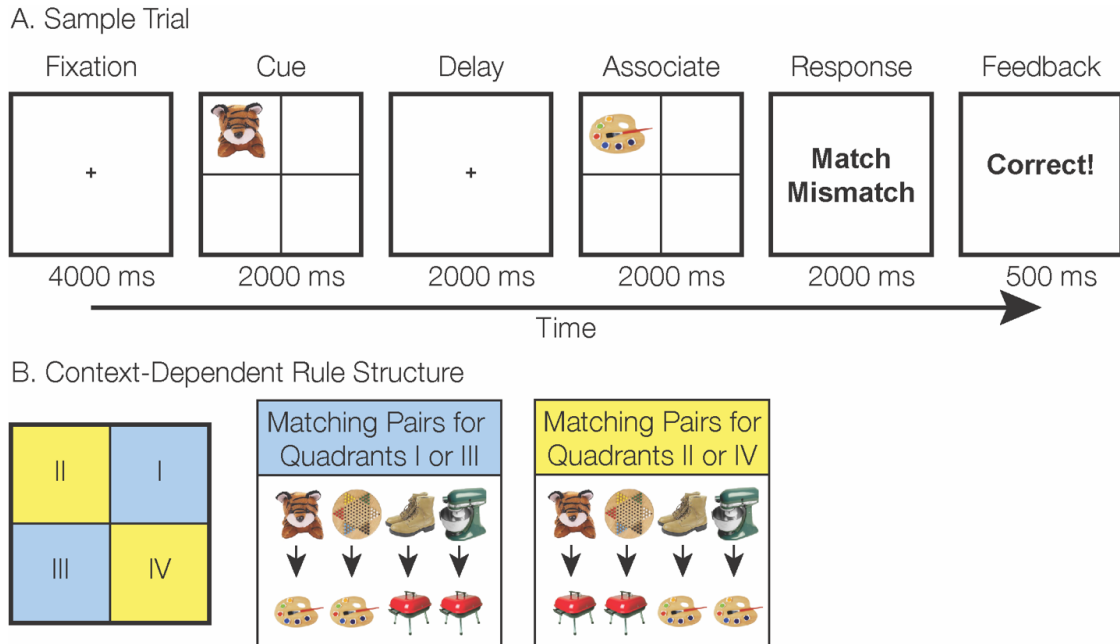 A. Sample Trial
Fixation Cue Delay Associate Response Feedback
+ + Match
Mismatch Correct!
4000 ms 2000 ms 2000 ms 2000 ms 2000 ms 500 ms
Time
B. Context-Dependent Rule Structure
II I
III IV
Matching Pairs for
Quadrants I or III
Matching Pairs for
Quadrants II or IV